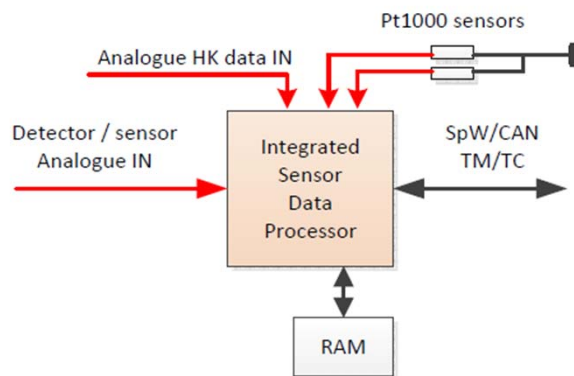 Pt1000 sensors
Analogue HK data IN
Detector / sensor
Analogue IN
Integrated
Sensor
Data
Processor
SpW/CAN
TM/TC
RAM